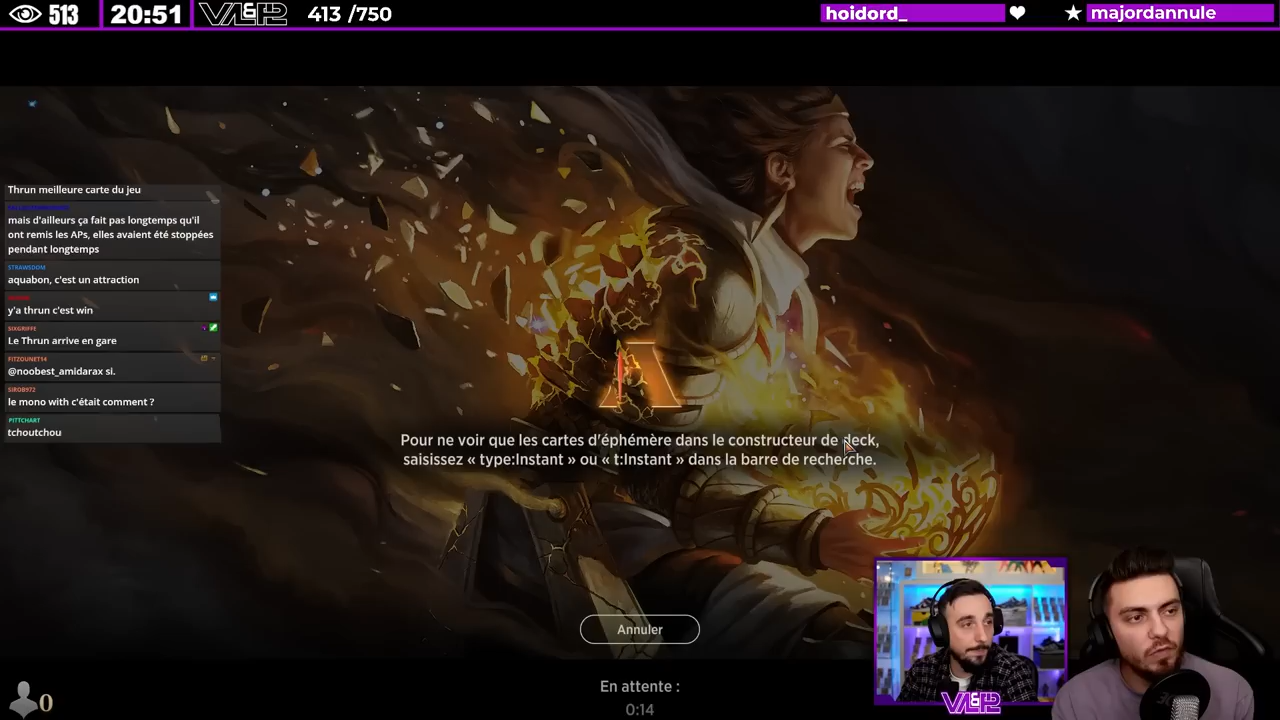 513
20:51
VAL&PL
413 /750
hoidord_
majordannule
Thrun meilleure carte du jeu
mais d'ailleurs ça fait pas longtemps qu'il
ont remis les APs, elles avaient été stoppées
pendant longtemps
STRAWSDOM
aquabon, c'est un attraction
y'a thrun c'est win
SIXGRIFFE
Le Thrun arrive en gare
FITZOUNET14
@noobest_amidarax si.
SIROB972
le mono with c'était comment ?
PITTCHART
tchoutchou
Pour ne voir que les cartes d'éphémère dans le constructeur de deck,
saisissez « type:Instant » ou « t:Instant » dans la barre de recherche.
Annuler
En attente :
0:14
0